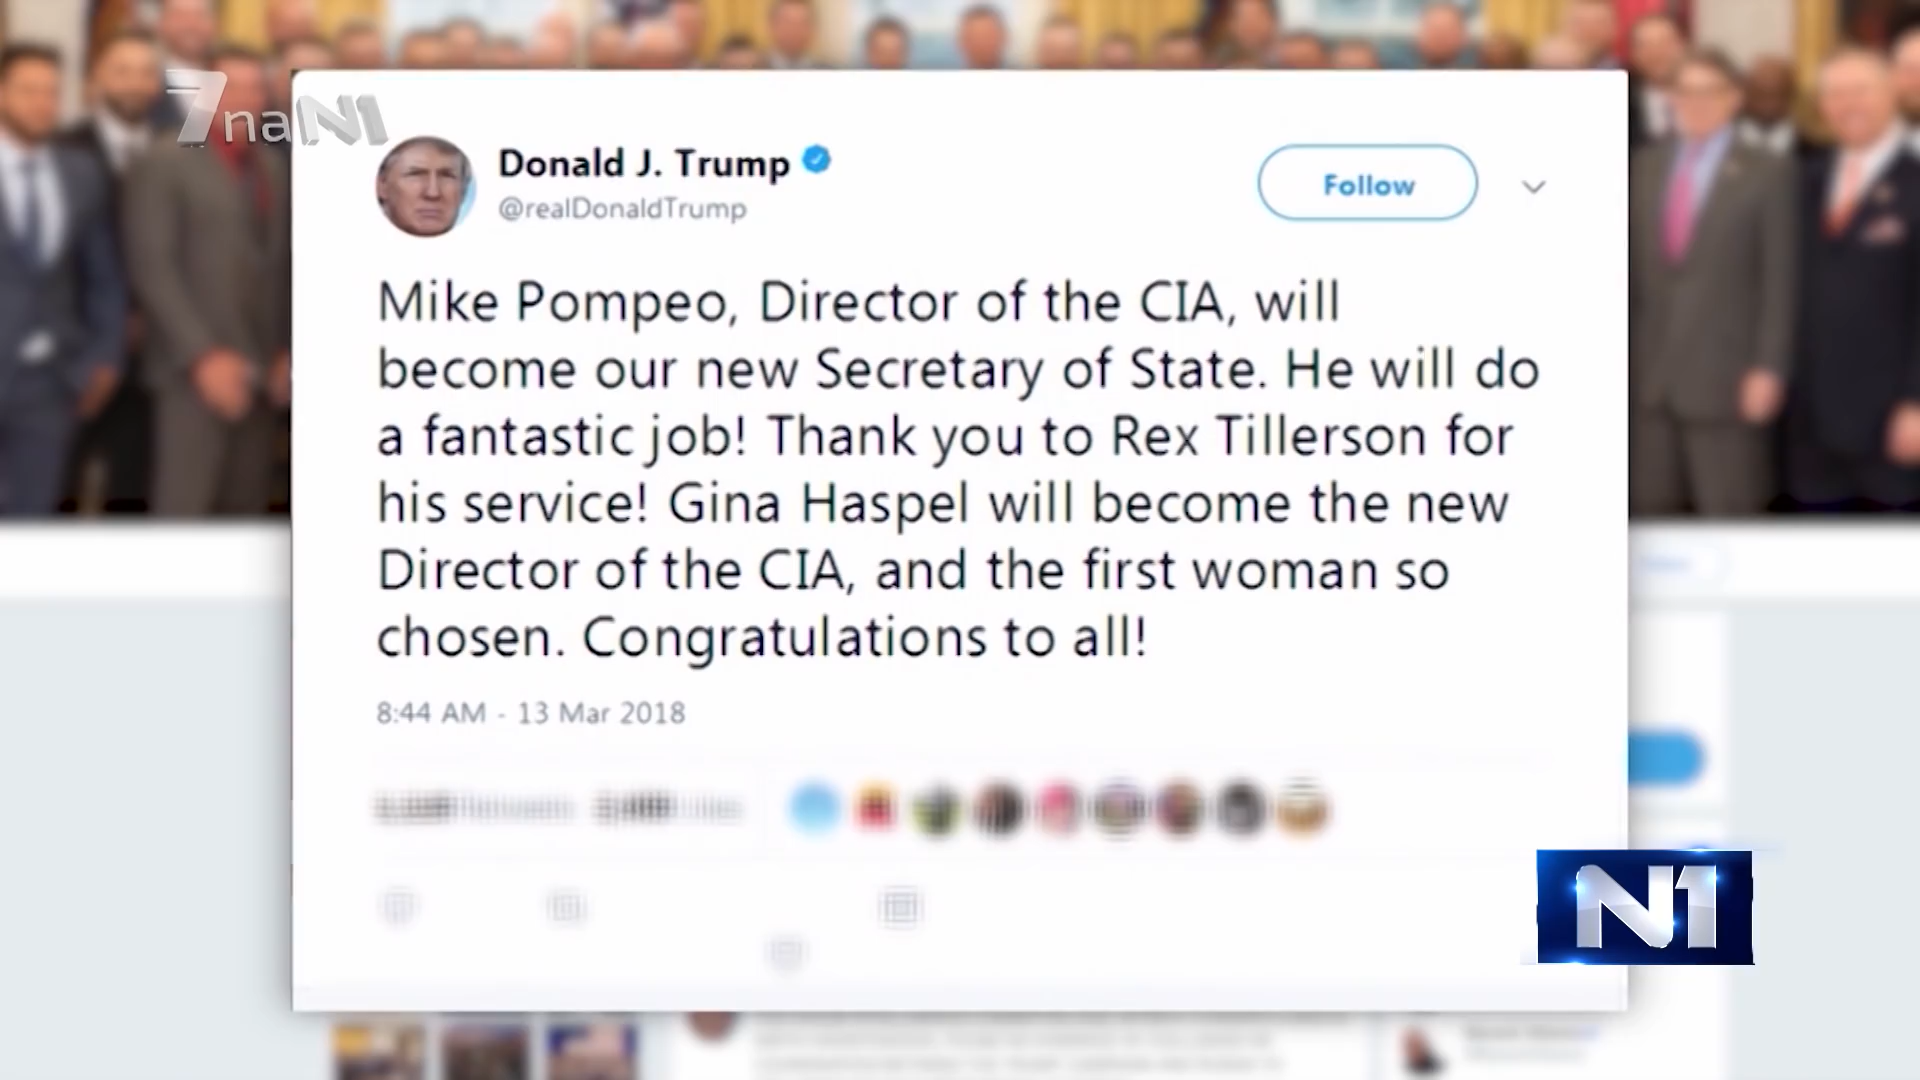 7naN1
Donald J. Trump
@realDonaldTrump
Follow
Mike Pompeo, Director of the CIA, will
become our new Secretary of State. He will do
a fantastic job! Thank you to Rex Tillerson for
his service! Gina Haspel will become the new
Director of the CIA, and the first woman so
chosen. Congratulations to all!
8:44 AM - 13 Mar 2018
N1